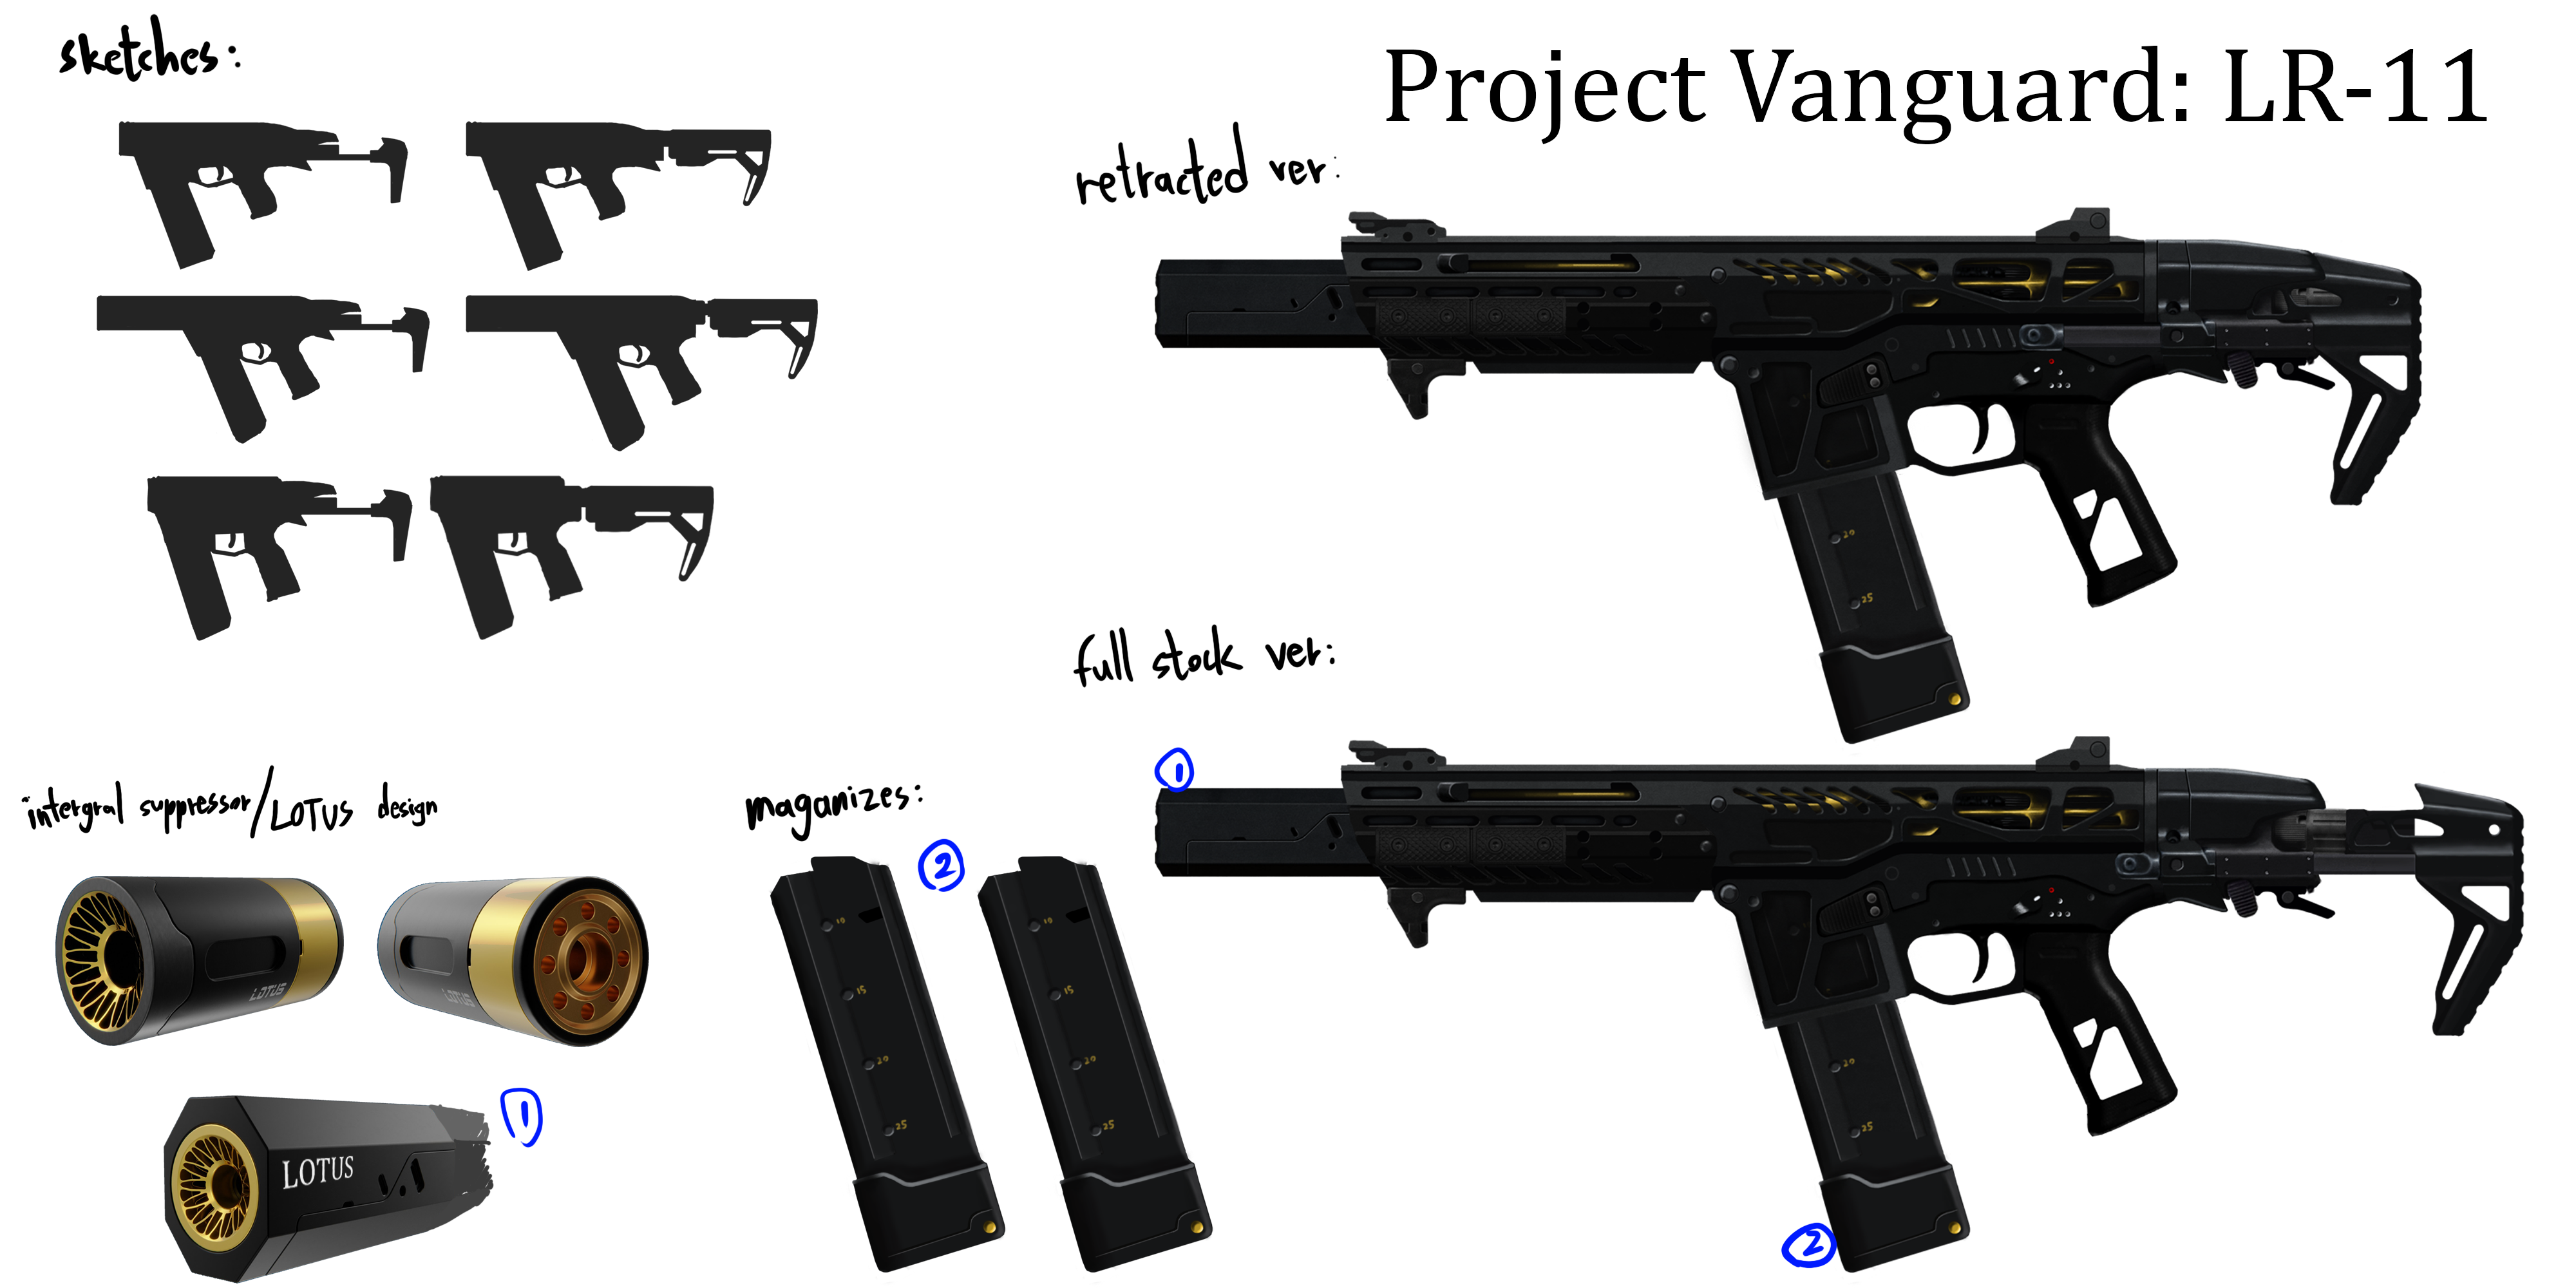 sketches:
Project Vanguard: LR-11
retracted ver:
20
25
full stock ver:
1
intergral suppressor/LOTUS design
LOTUS
LOTUS
LOTUS
1
maganizes:
2
10
15
20
25
10
15
20
25
20
25
2